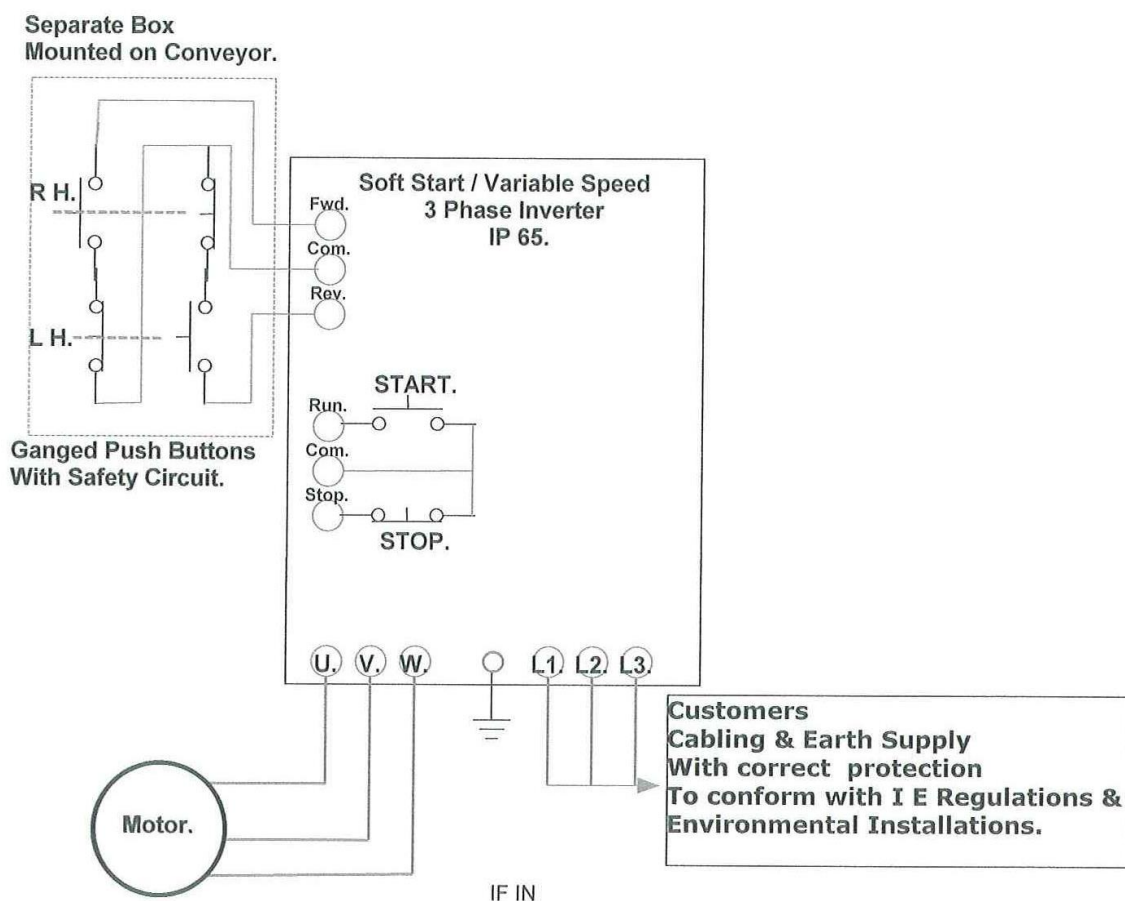 Separate Box
Mounted on Conveyor.
R H.
L H.
Ganged Push Buttons
With Safety Circuit.
Soft Start / Variable Speed
3 Phase Inverter
IP 65.
Fwd.
Com.
Rev.
START.
Run.
Com.
Stop.
STOP.
U. V. W. L1. L2. L3.
Motor.
Customers
Cabling & Earth Supply
With correct protection
To conform with I E Regulations &
Environmental Installations.
IF IN